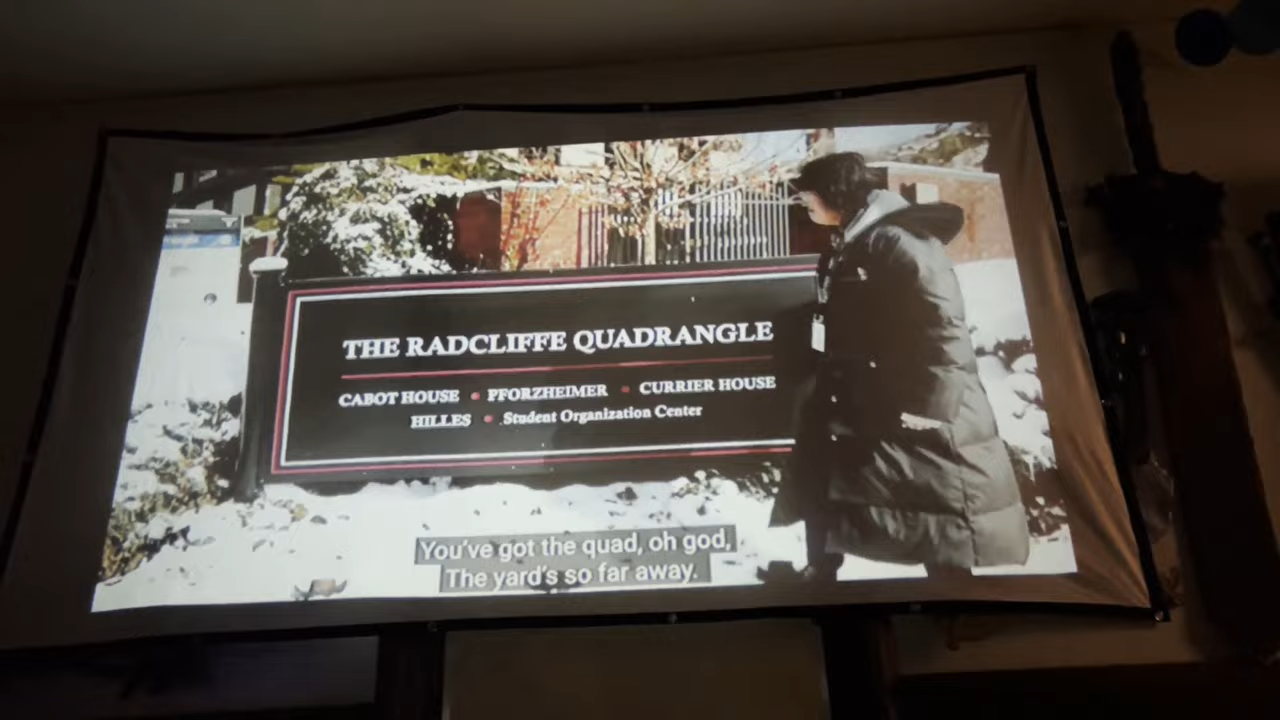 THE RADCLIFFE QUADRANGLE
CABOT HOUSE • PFORZHEIMER • CURRIER HOUSE
HILLES • Student Organization Center
You've got the quad, oh god,
The yard's so far away.